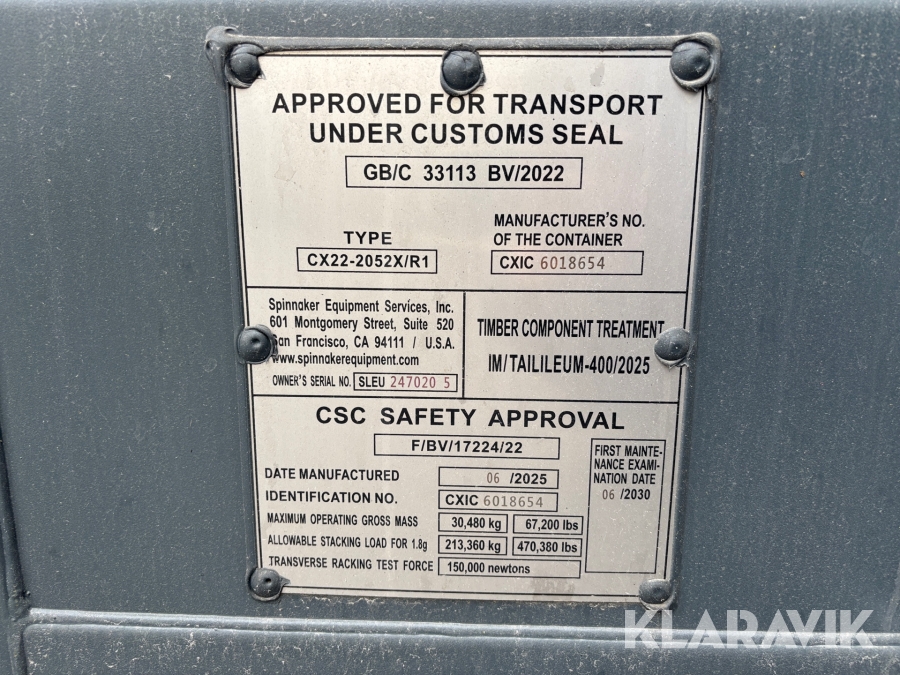 APPROVED FOR TRANSPORT
UNDER CUSTOMS SEAL
GB/C 33113 BV/2022
TYPE
CX22-2052X/R1
MANUFACTURER'S NO.
OF THE CONTAINER
CXIC 6018654
Spinnaker Equipment Services, Inc.
601 Montgomery Street, Suite 520
San Francisco, CA 94111 / U.S.A.
www.spinnakerequipment.com
OWNER'S SERIAL NO. SLEU 247020 5
TIMBER COMPONENT TREATMENT
IM/TAILILEUM-400/2025
CSC SAFETY APPROVAL
F/BV/17224/22
DATE MANUFACTURED 06 /2025
IDENTIFICATION NO. CXIC 6018654
MAXIMUM OPERATING GROSS MASS 30,480 kg 67,200 lbs
ALLOWABLE STACKING LOAD FOR 1.8g 213,360 kg 470,380 lbs
TRANSVERSE RACKING TEST FORCE 150,000 newtons
FIRST MAINTE-
NANCE EXAMI-
NATION DATE
06 /2030
KLARAVIK